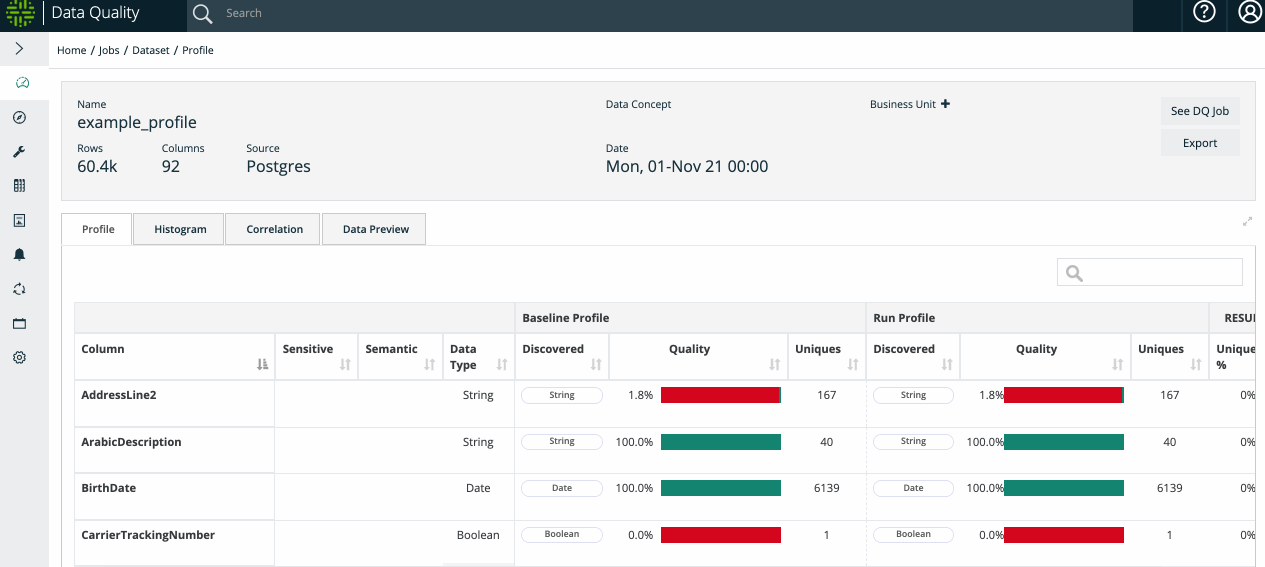 Data Quality
Search
Home / Jobs / Dataset / Profile
Name
example_profile
Data Concept
Business Unit +
See DQ Job
Export
Rows Columns Source
60.4k 92 Postgres
Date
Mon, 01-Nov 21 00:00
Profile Histogram Correlation Data Preview
Baseline Profile Run Profile RESU
Column Sensitive Semantic Data Type Discovered Quality Uniques Discovered Quality Uniques Unique %
AddressLine2 String String 1.8% 167 String 1.8% 167 0%
ArabicDescription String String 100.0% 40 String 100.0% 40 0%
BirthDate Date Date 100.0% 6139 Date 100.0% 6139 0%
CarrierTrackingNumber Boolean Boolean 0.0% 1 Boolean 0.0% 1 0%